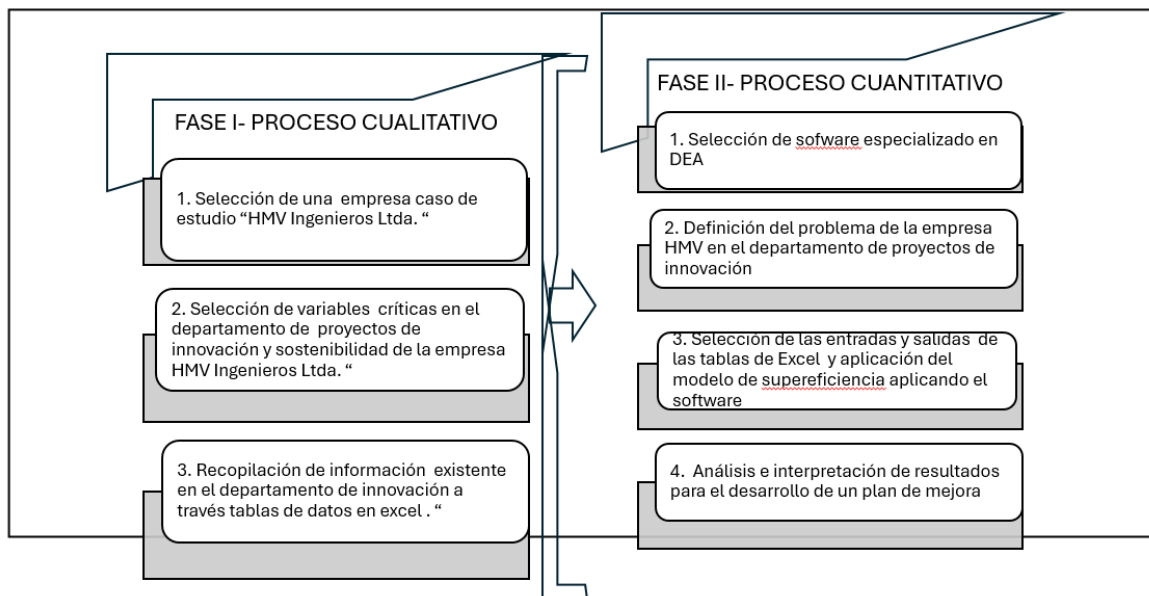 FASE I- PROCESO CUALITATIVO
1. Selección de una empresa caso de
estudio “HMV Ingenieros Ltda. “
2. Selección de variables críticas en el
departamento de proyectos de
innovación y sostenibilidad de la empresa
HMV Ingenieros Ltda. “
3. Recopilación de información existente
en el departamento de innovación a
través tablas de datos en excel . “
FASE II- PROCESO CUANTITATIVO
1. Selección de sofware especializado en
DEA
2. Definición del problema de la empresa
HMV en el departamento de proyectos de
innovación
3. Selección de las entradas y salidas de
las tablas de Excel y aplicación del
modelo de supereficiencia aplicando el
software
4. Análisis e interpretación de resultados
para el desarrollo de un plan de mejora